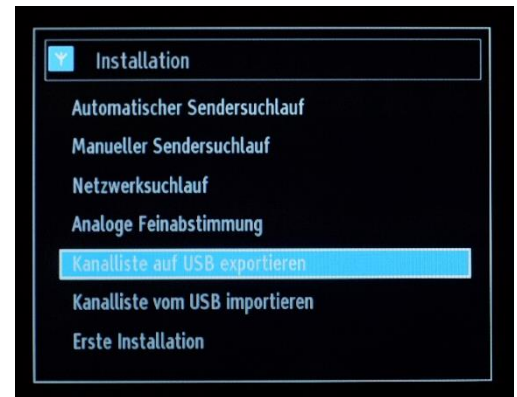 Installation
Automatischer Sendersuchlauf
Manueller Sendersuchlauf
Netzwerksuchlauf
Analoge Feinabstimmung
Kanalliste auf USB exportieren
Kanalliste vom USB importieren
Erste Installation